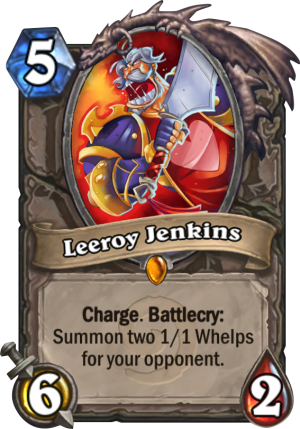 5
Leeroy Jenkins
Charge. Battlecry:
Summon two 1/1 Whelps
for your opponent.
6
2